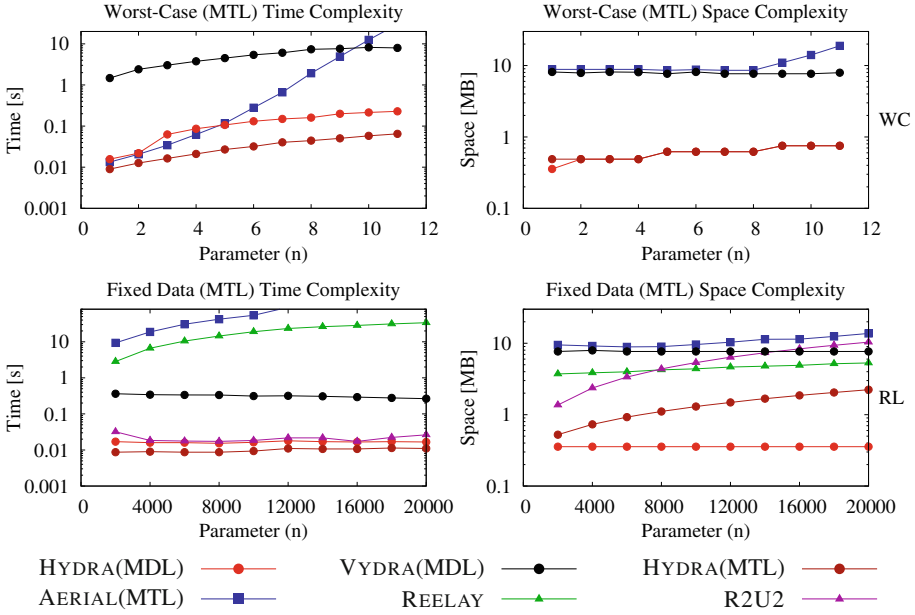 Worst-Case (MTL) Time Complexity
Time [s]
10
1
0.1
0.01
0.001
0 2 4 6 8 10 12
Parameter (n)
Worst-Case (MTL) Space Complexity
Space [MB]
10
1
0.1
0 2 4 6 8 10 12
Parameter (n)
WC
Fixed Data (MTL) Time Complexity
Time [s]
10
1
0.1
0.01
0.001
0 4000 8000 12000 16000 20000
Parameter (n)
Fixed Data (MTL) Space Complexity
Space [MB]
10
1
0.1
0 4000 8000 12000 16000 20000
Parameter (n)
RL
HYDRA(MDL) VYDRA(MDL) HYDRA(MTL)
AERIAL(MTL) REELAY R2U2